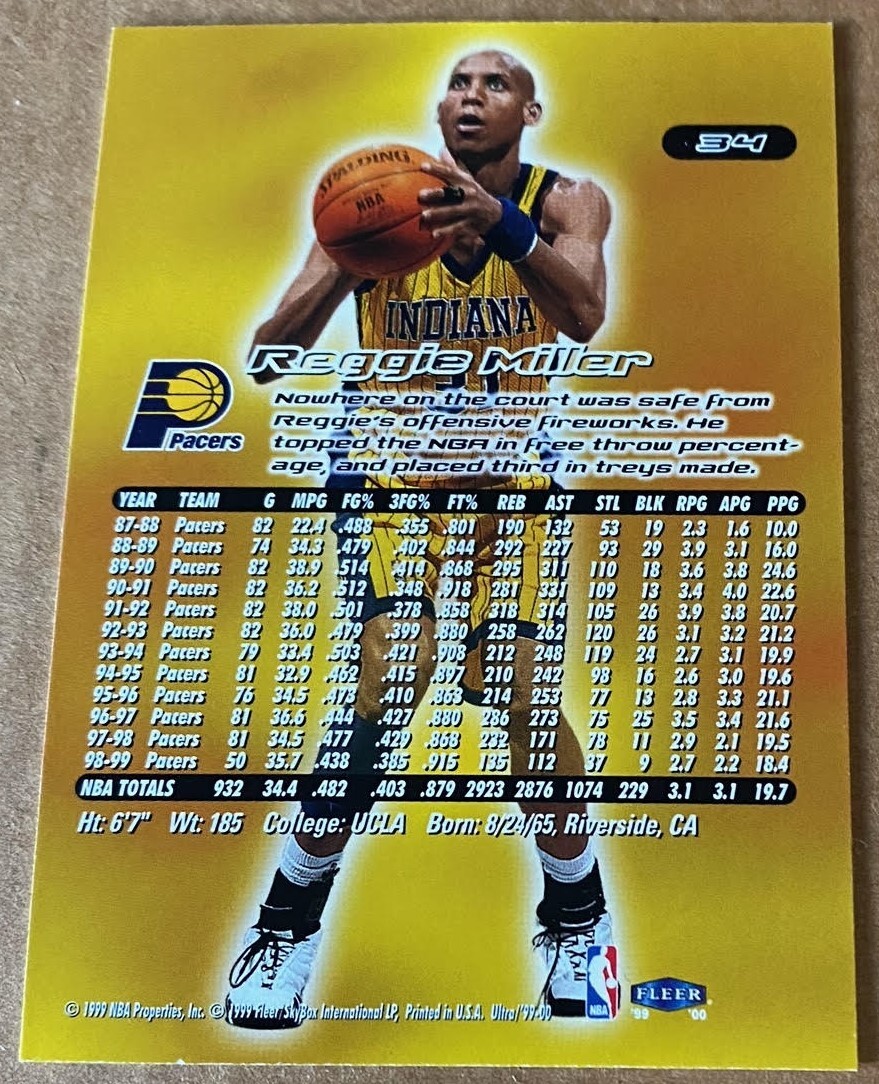 34
SPALDING
NBA
INDIANA
Reggie Miller
Pacers
Nowhere on the court was safe from
Reggie's offensive fireworks. He
topped the NBA in free throw percent-
age, and placed third in treys made.
YEAR TEAM G MPG FG% 3FG% FT% REB AST STL BLK RPG APG PPG
87-88 Pacers 82 22.4 .488 .355 .801 190 132 53 19 2.3 1.6 10.0
88-89 Pacers 74 34.3 .479 .402 .844 292 227 93 29 3.9 3.1 16.0
89-90 Pacers 82 38.9 .514 .414 .868 295 311 110 18 3.6 3.8 24.6
90-91 Pacers 82 36.2 .512 .348 .918 281 331 109 13 3.4 4.0 22.6
91-92 Pacers 82 38.0 .501 .378 .858 318 314 105 26 3.9 3.8 20.7
92-93 Pacers 82 36.0 .479 .399 .880 258 262 120 26 3.1 3.2 21.2
93-94 Pacers 79 33.4 .503 .421 .908 212 248 119 24 2.7 3.1 19.9
94-95 Pacers 81 32.9 .462 .415 .897 210 242 98 16 2.6 3.0 19.6
95-96 Pacers 76 34.5 .473 .410 .863 214 253 77 13 2.8 3.3 21.1
96-97 Pacers 81 36.6 .444 .427 .880 286 273 75 25 3.5 3.4 21.6
97-98 Pacers 81 34.5 .477 .429 .868 232 171 78 11 2.9 2.1 19.5
98-99 Pacers 50 35.7 .438 .385 .915 135 112 37 9 2.7 2.2 18.4
NBA TOTALS 932 34.4 .482 .403 .879 2923 2876 1074 229 3.1 3.1 19.7
Ht: 6'7" Wt: 185 College: UCLA Born: 8/24/65, Riverside, CA
© 1999 NBA Properties, Inc. © 1999 Fleer/SkyBox International LP, Printed in U.S.A. Ultra/'99-00
NBA
FLEER
'99 '00